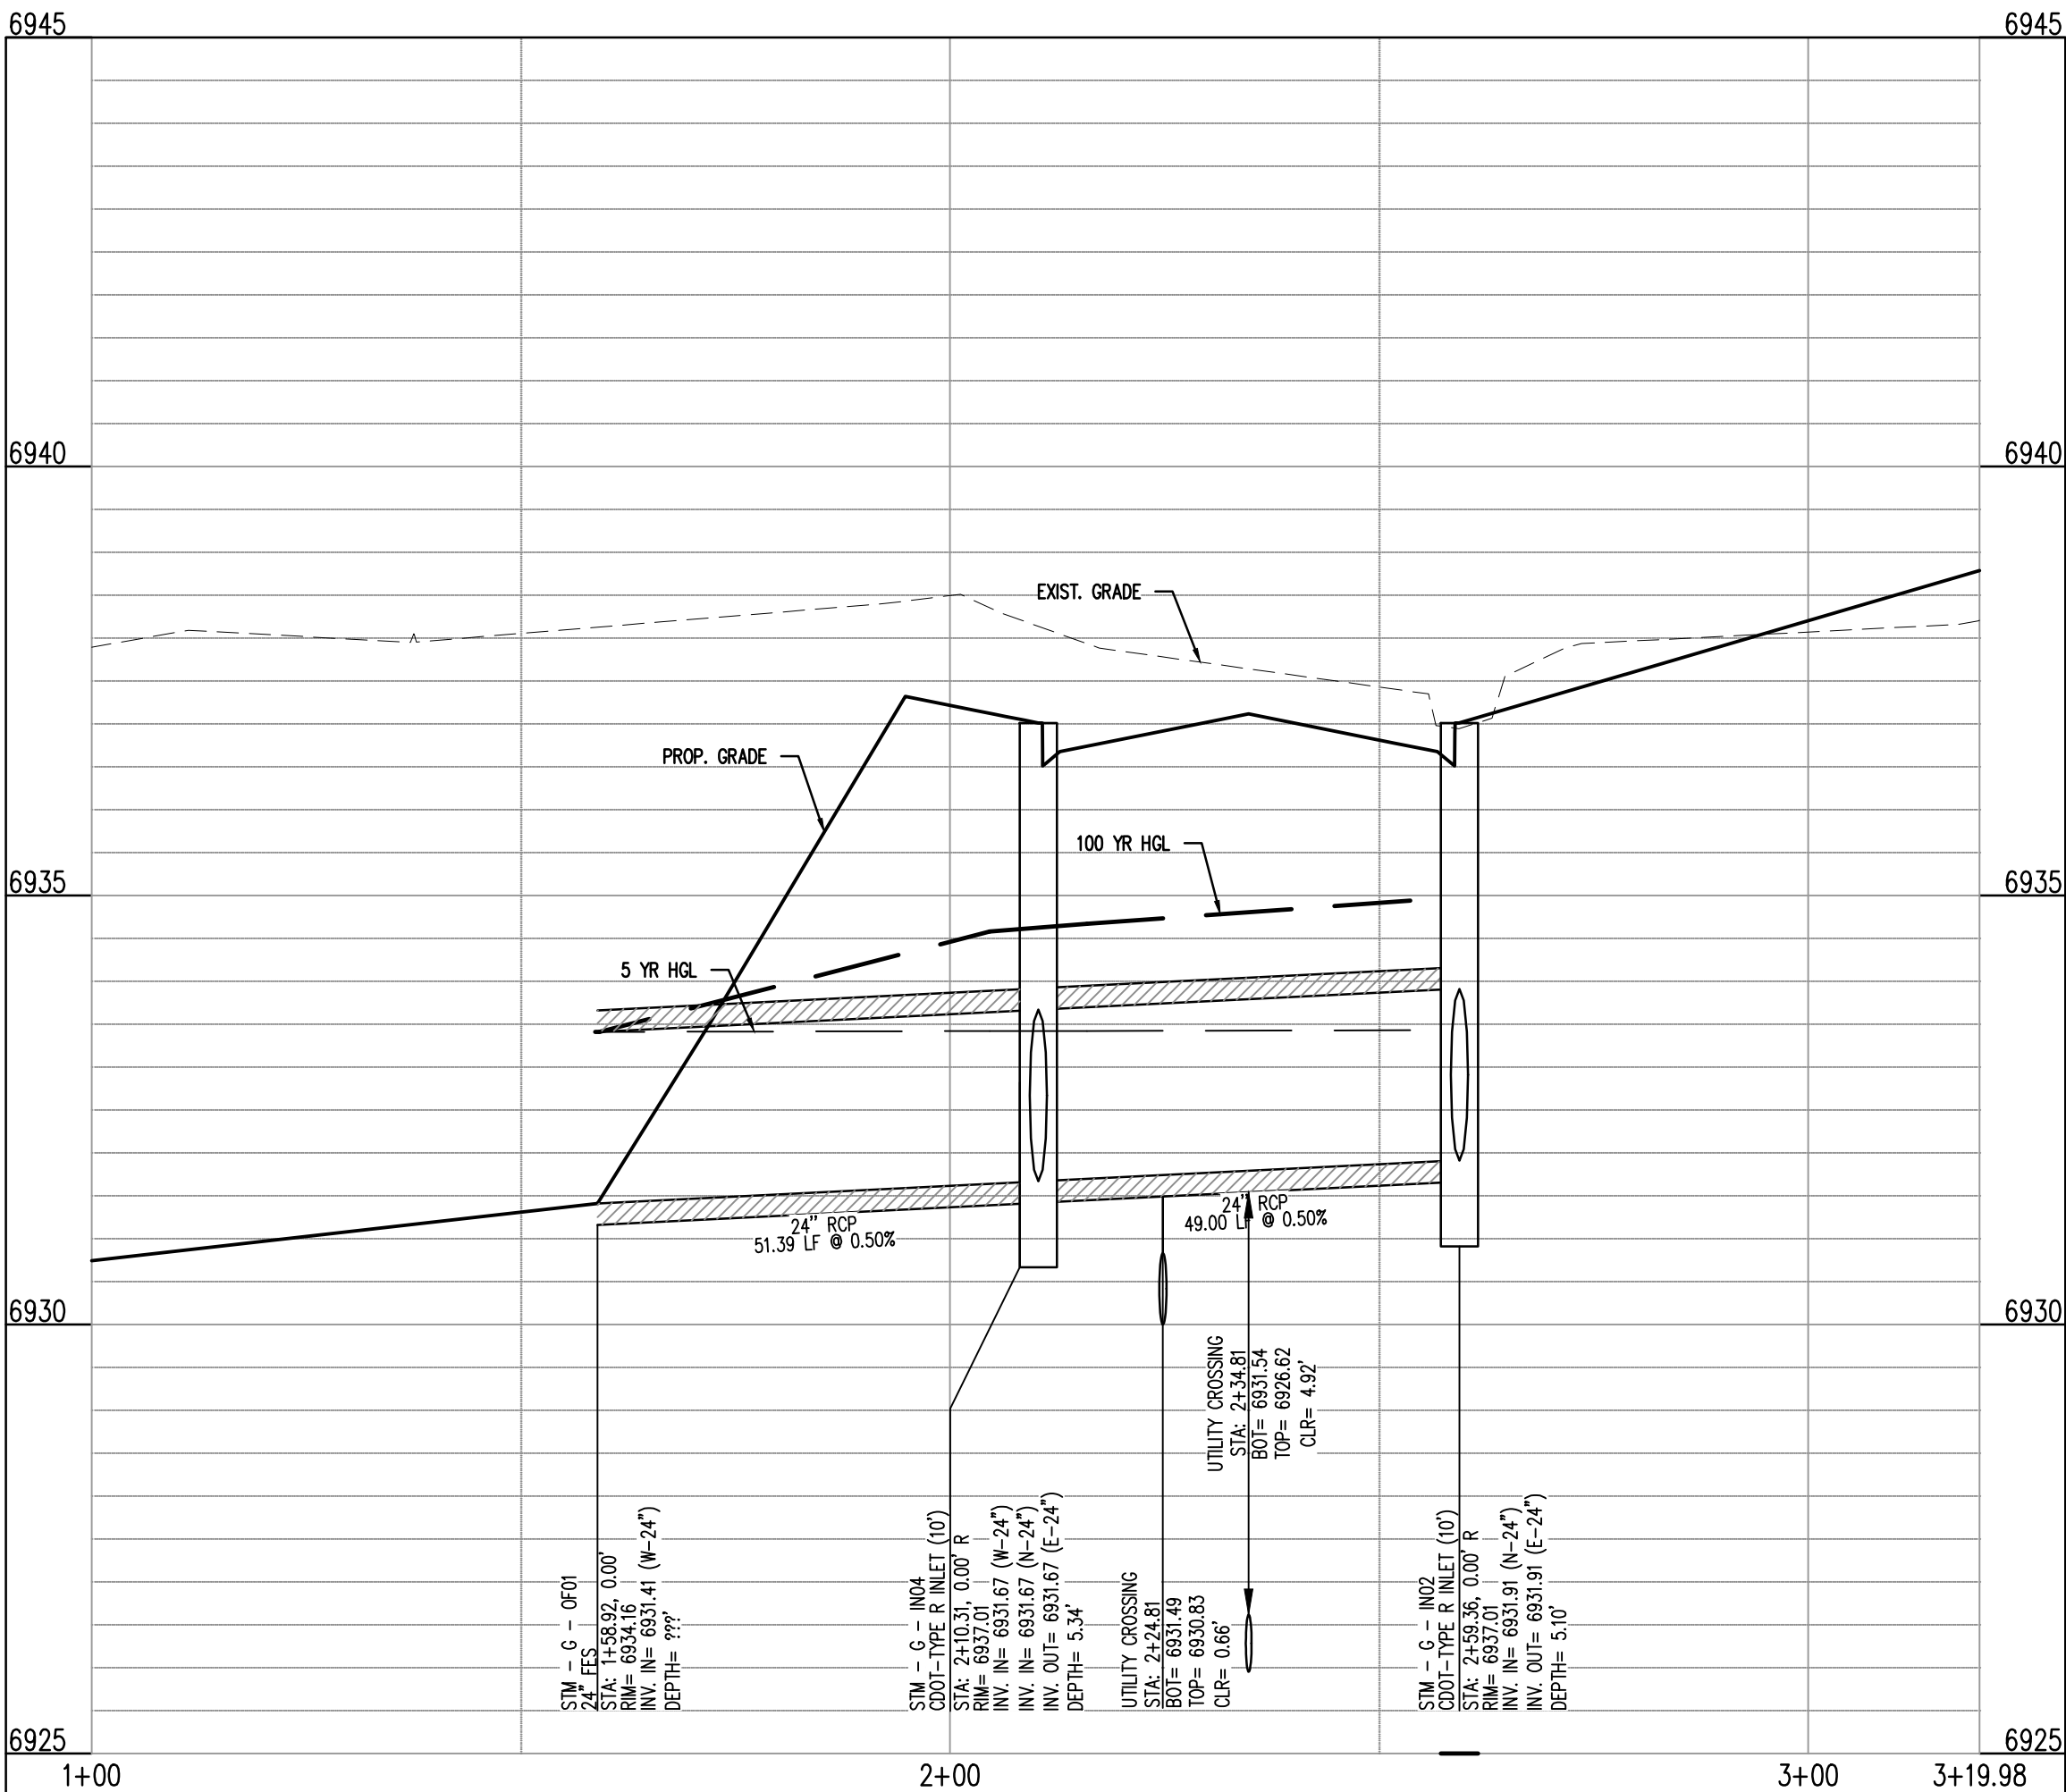 6945
6945
6940
6940
EXIST. GRADE
PROP. GRADE
100 YR HGL
6935
6935
5 YR HGL
24" RCP
51.39 LF @ 0.50%
24" RCP
49.00 LF @ 0.50%
6930
6930
UTILITY CROSSING
STA: 2+34.81
BOT= 6931.54
TOP= 6926.62
CLR= 4.92'
STM - G - OF01
24" FES
STA: 1+58.92, 0.00'
RIM= 6934.16
INV. IN= 6931.41 (W-24")
DEPTH= ???'
STM - G - IN04
CDOT-TYPE R INLET (10')
STA: 2+10.31, 0.00' R
RIM= 6937.01
INV. IN= 6931.67 (W-24")
INV. IN= 6931.67 (N-24")
INV. OUT= 6931.67 (E-24")
DEPTH= 5.34'
UTILITY CROSSING
STA: 2+24.81
BOT= 6931.49
TOP= 6930.83
CLR= 0.66'
STM - G - IN02
CDOT-TYPE R INLET (10')
STA: 2+59.36, 0.00' R
RIM= 6937.01
INV. IN= 6931.91 (N-24")
INV. OUT= 6931.91 (E-24")
DEPTH= 5.10'
6925
6925
1+00
2+00
3+00
3+19.98